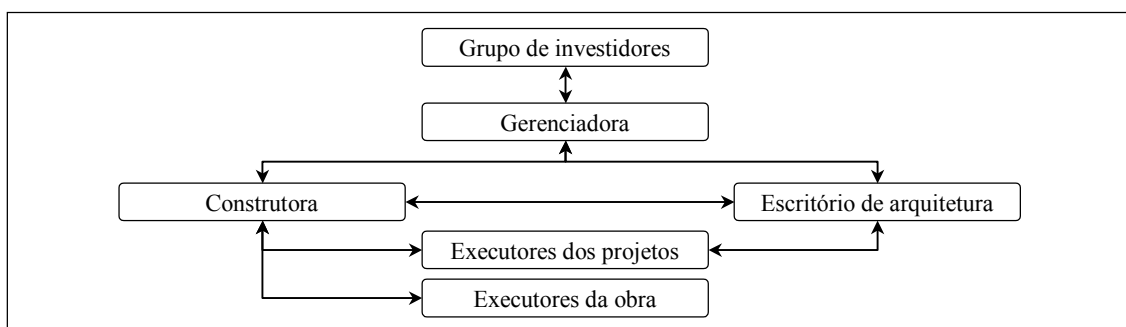 Grupo de investidores
Gerenciadora
Construtora
Escritório de arquitetura
Executores dos projetos
Executores da obra